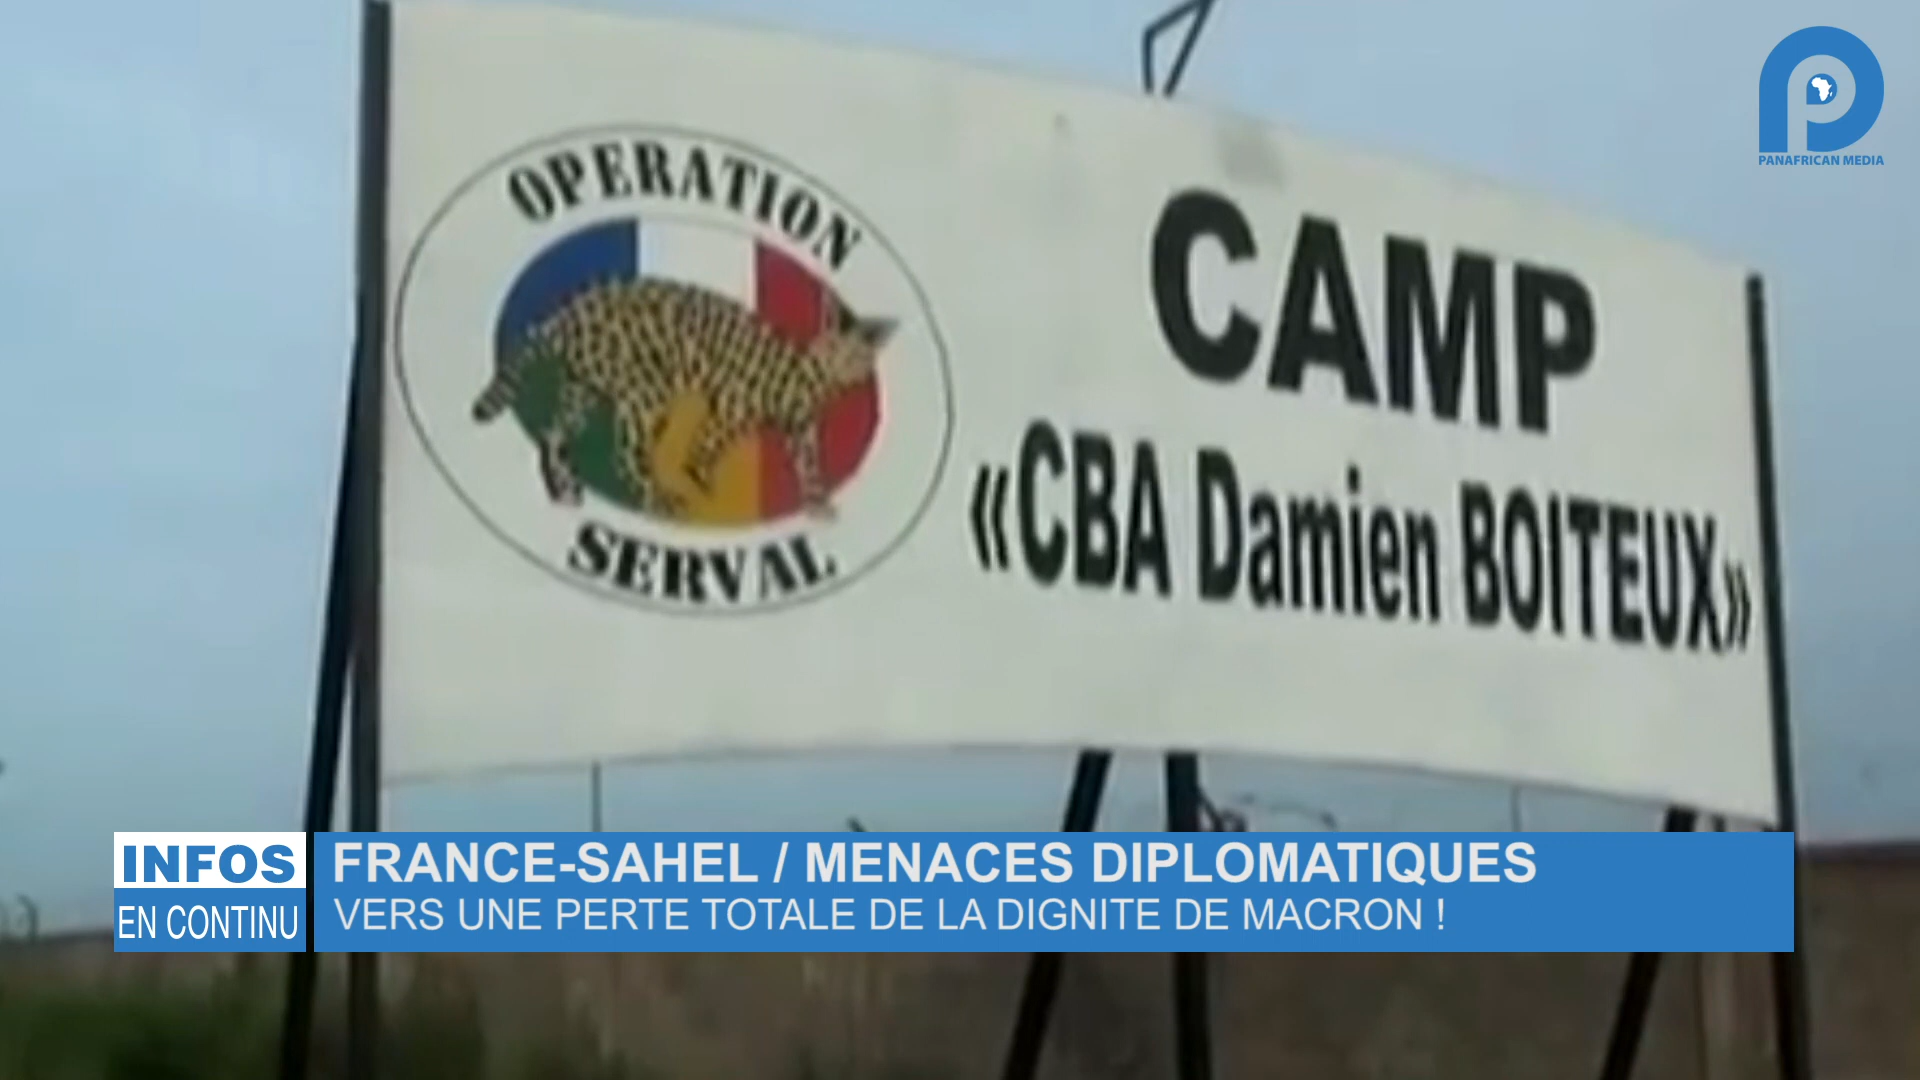 PANAFRICAN MEDIA
OPERATION
SERVAL
CAMP
«CBA Damien BOITEUX»
INFOS
EN CONTINU
FRANCE-SAHEL / MENACES DIPLOMATIQUES
VERS UNE PERTE TOTALE DE LA DIGNITE DE MACRON !